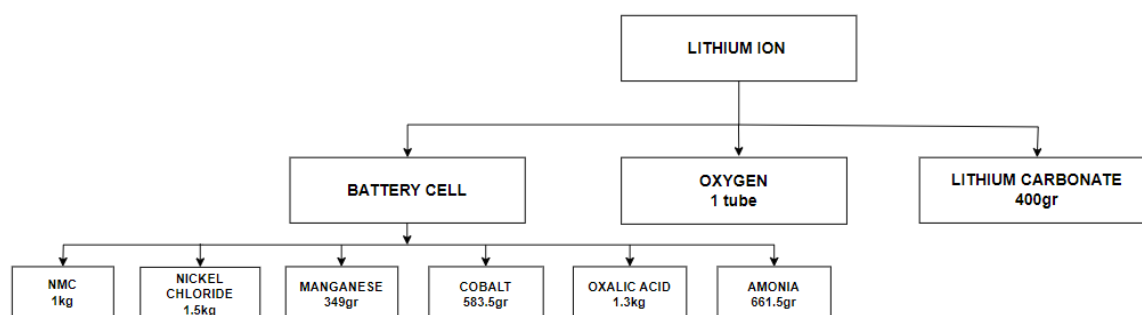 LITHIUM ION
BATTERY CELL
OXYGEN
1 tube
LITHIUM CARBONATE
400gr
NMC
1kg
NICKEL
CHLORIDE
1.5kg
MANGANESE
349gr
COBALT
583.5gr
OXALIC ACID
1.3kg
AMONIA
661.5gr